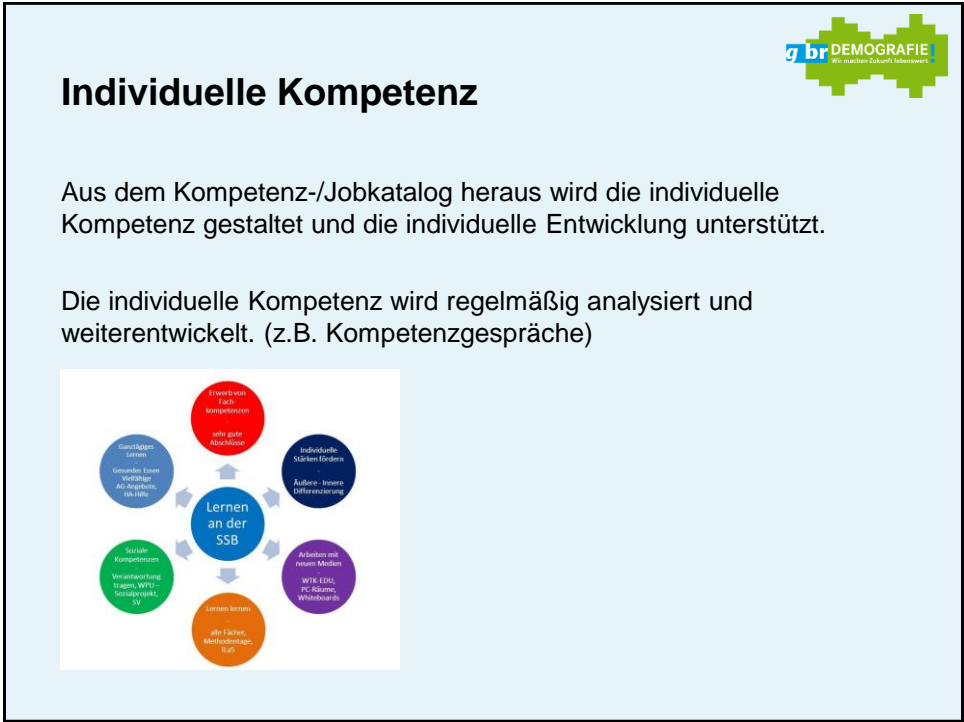 g br DEMOGRAFIE!
Wir machen Zukunft lebenswert
Individuelle Kompetenz
Aus dem Kompetenz-/Jobkatalog heraus wird die individuelle
Kompetenz gestaltet und die individuelle Entwicklung unterstützt.
Die individuelle Kompetenz wird regelmäßig analysiert und
weiterentwickelt. (z.B. Kompetenzgespräche)
Erwerb von
Fach-
kompetenzen
-
sehr gute
Abschlüsse
Individuelle
Stärken fördern
-
Äußere - Innere
Differenzierung
Arbeiten mit
neuen Medien
-
WTK-EDU,
PC-Räume,
Whiteboards
Lernen lernen
-
alle Fächer,
Methodentage,
Soziale
Kompetenzen
-
Verantwortung
tragen, WPU –
Sozialprojekt,
SV
Ganztägiges
Lernen
-
Gesundes Essen
Vielfältige
AG-Angebote,
HA-Hilfe
Lernen
an der
SSB